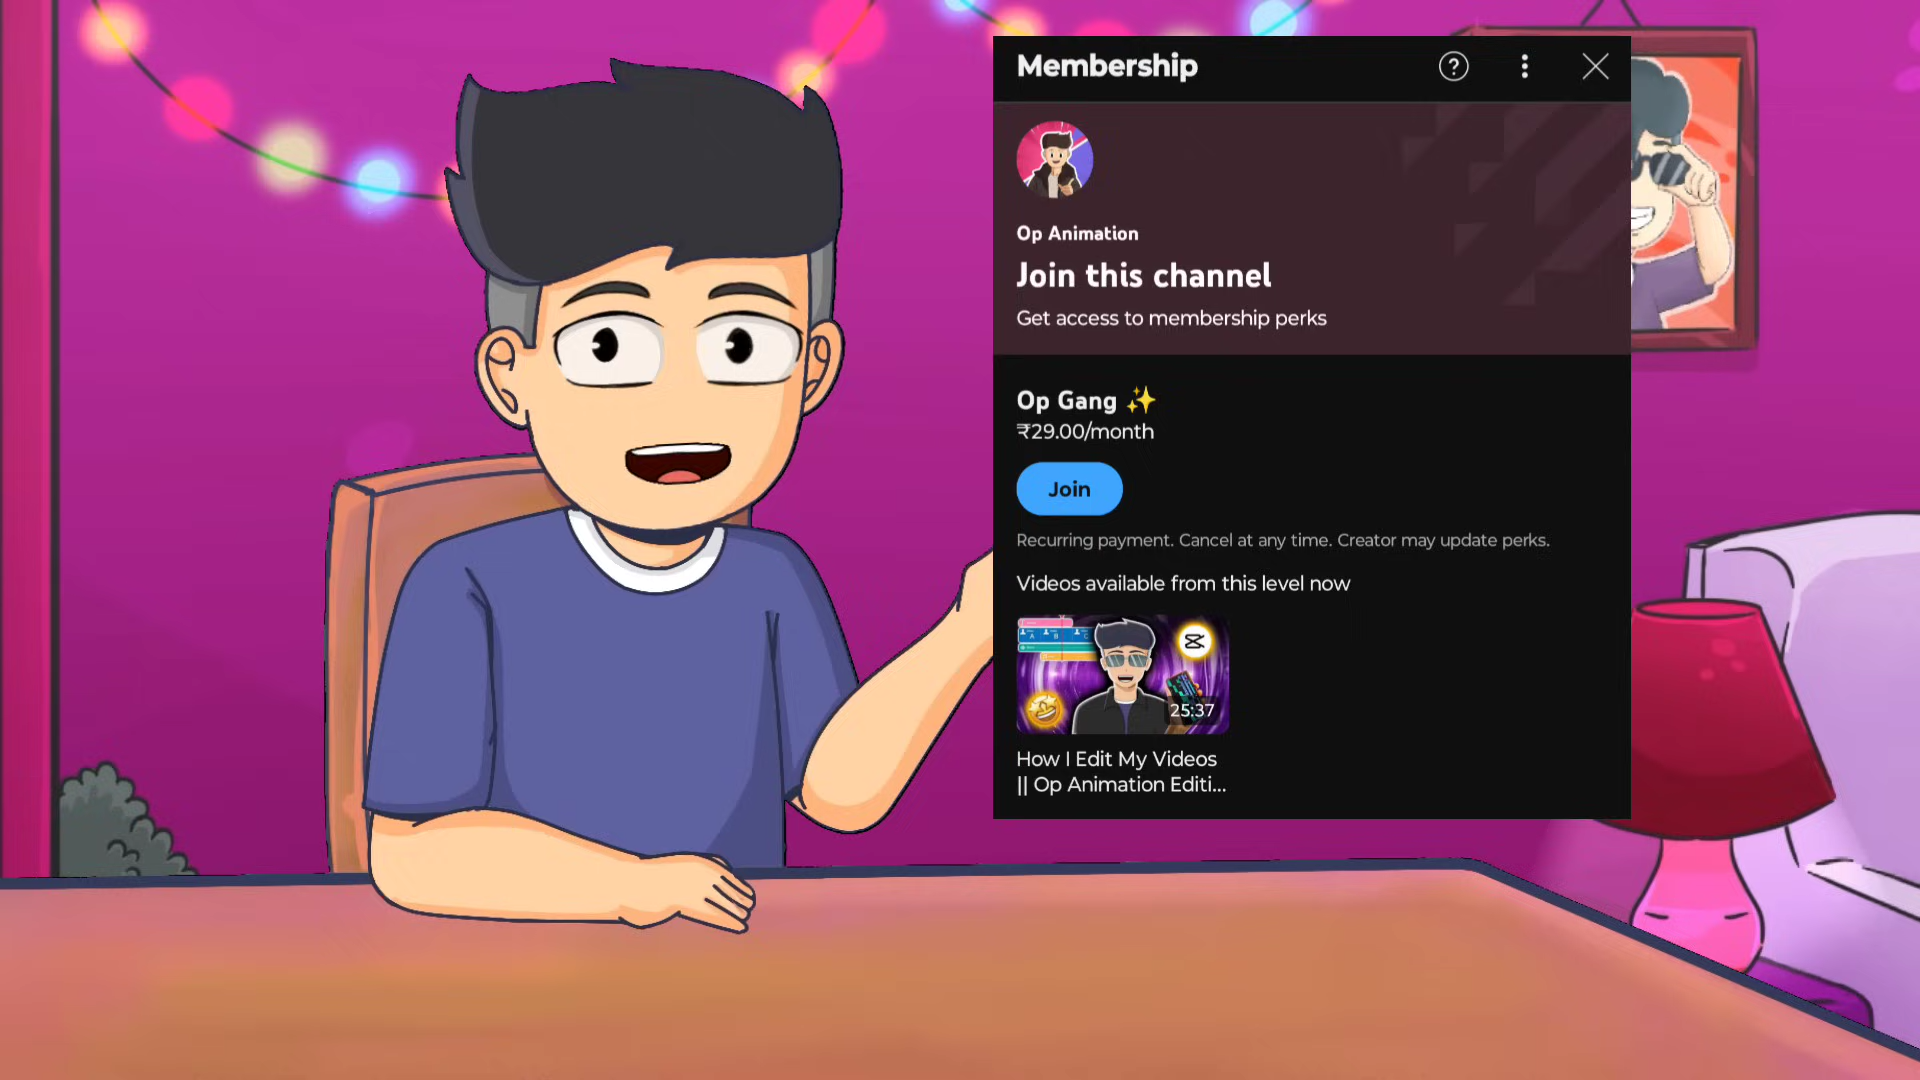 Membership
Op Animation
Join this channel
Get access to membership perks
Op Gang ✨
₹29.00/month
Join
Recurring payment. Cancel at any time. Creator may update perks.
Videos available from this level now
25:37
How I Edit My Videos
|| Op Animation Editi...